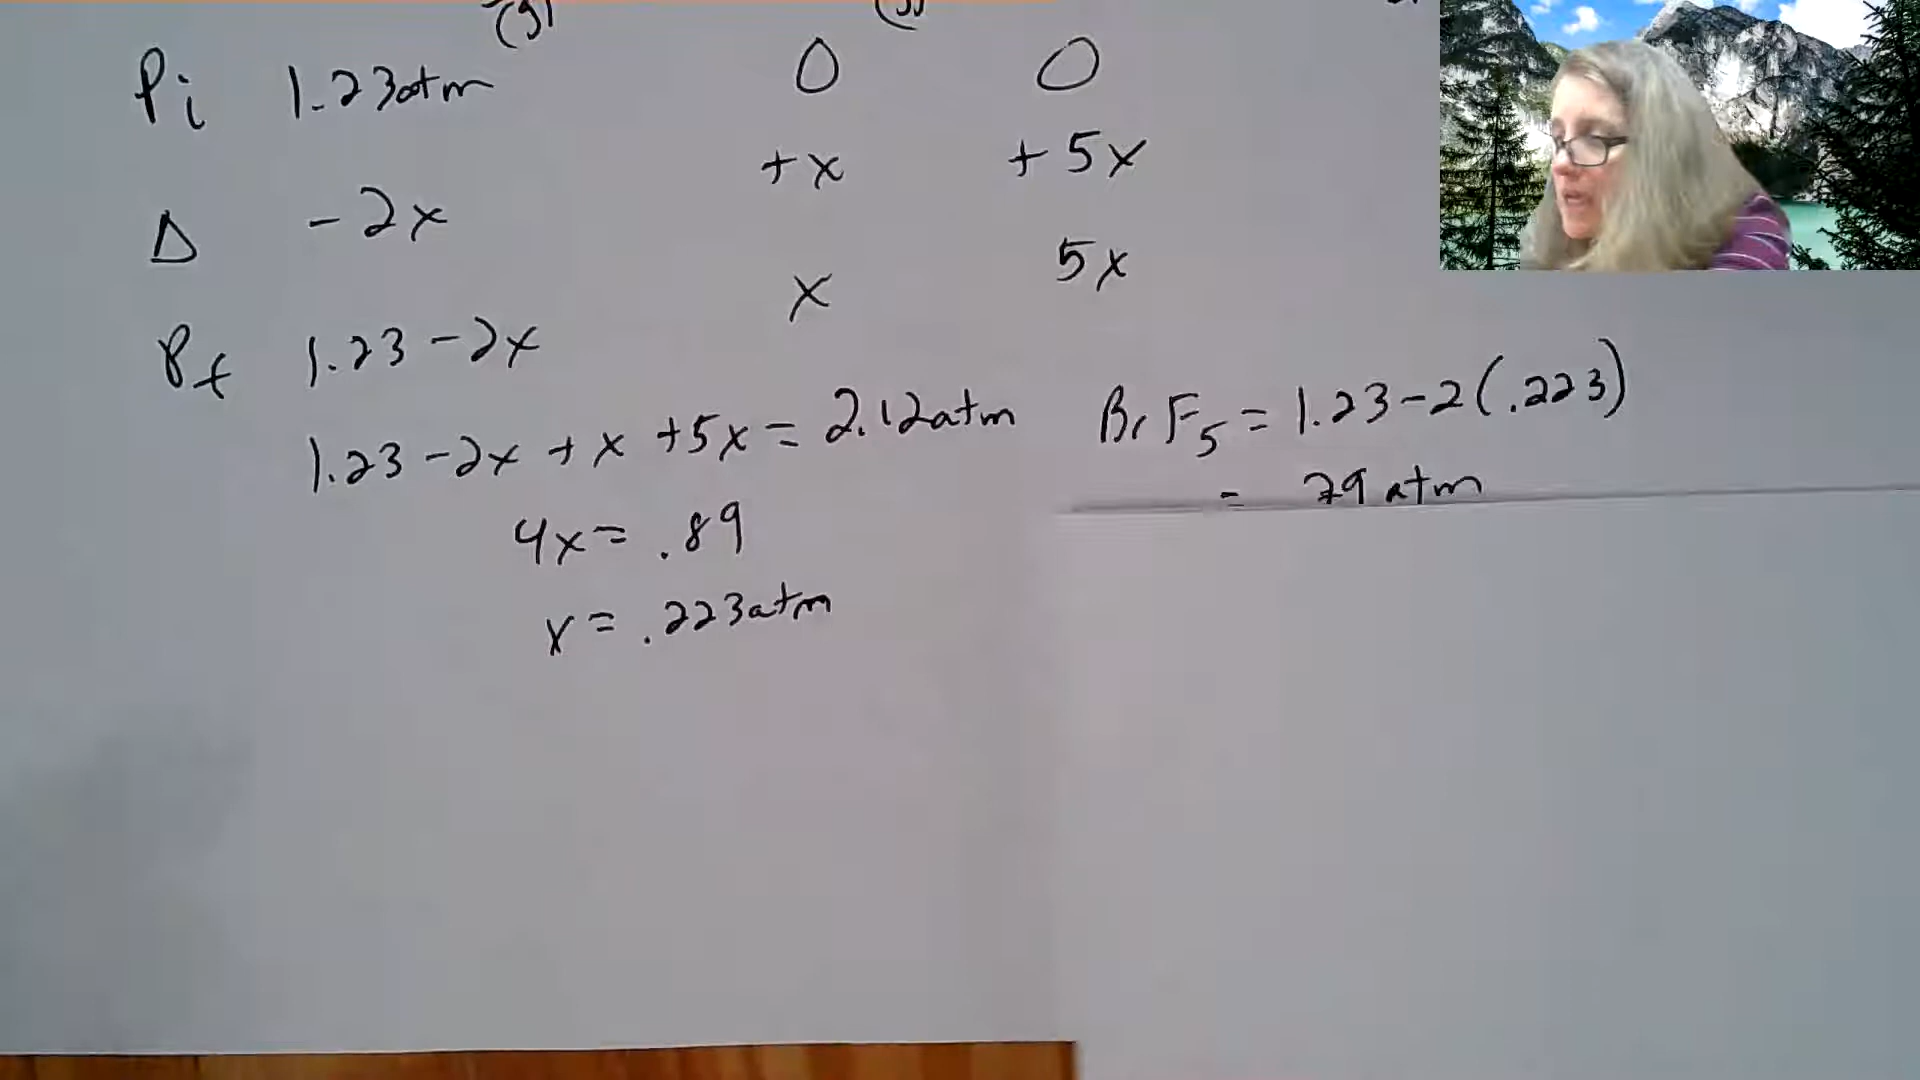 (g)
Pi 1.23atm 0 0
Δ -2x +x +5x
Pf 1.23-2x x 5x
1.23-2x+x+5x=2.12atm
4x=.89
x=.223atm
BrF5=1.23-2(.223)
= 79 atm